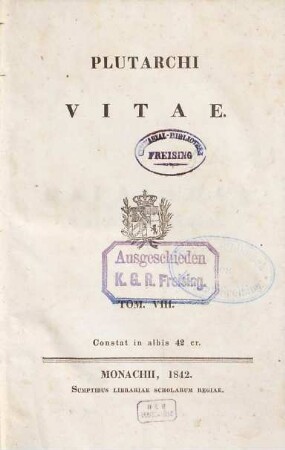 PLUTARCHI
VITAE.
FREISING
Ausgeschieden
K. G. R. Freising.
TOM. VIII.
Constat in albis 42 cr.
MONACHII, 1842.
SUMPTIBUS LIBRARIAE SCHOLARUM REGIAE.